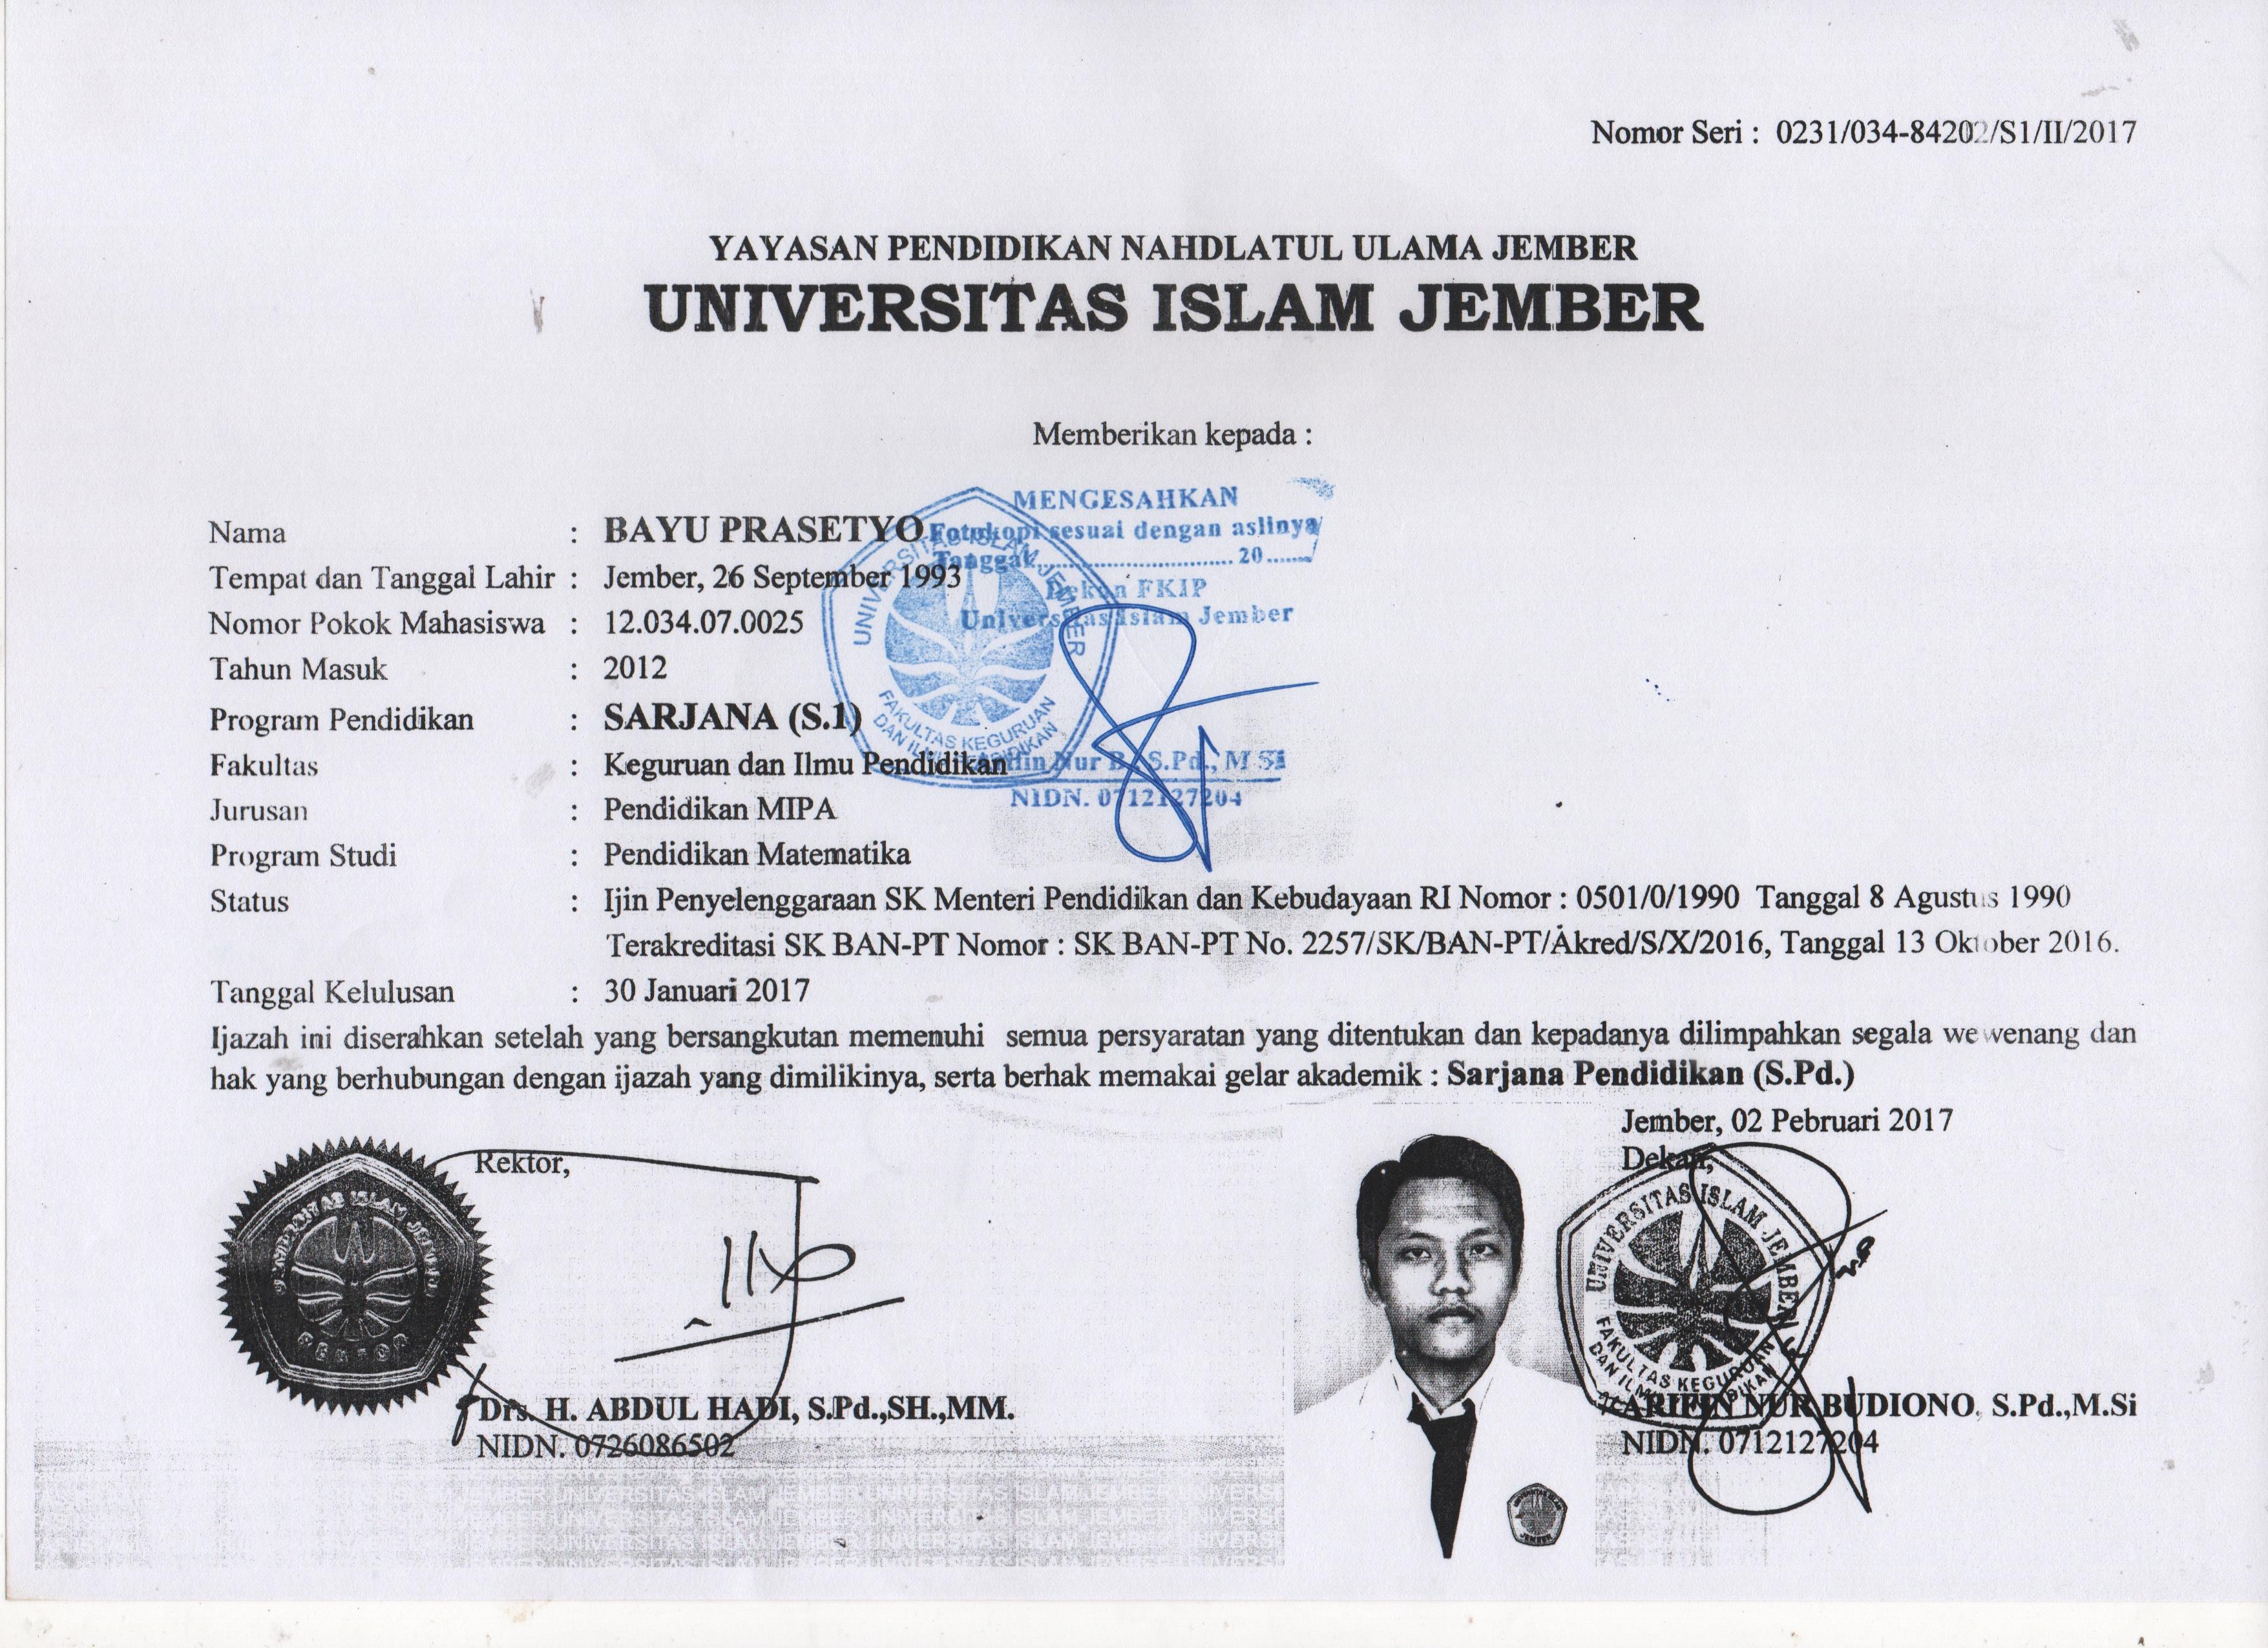 Nomor Seri : 0231/034-84202/S1/II/2017
YAYASAN PENDIDIKAN NAHDLATUL ULAMA JEMBER
UNIVERSITAS ISLAM JEMBER
Memberikan kepada :
MENGESAHKAN
Fotokopi sesuai dengan aslinya
Tanggal.............................. 20.......
Dekan FKIP
Universitas Islam Jember
UNIVERSITAS ISLAM JEMBER
FAKULTAS KEGURUAN
DAN ILMU PENDIDIKAN
Nur B., S.Pd., M Si
NIDN. 0712127204
Nama : BAYU PRASETYO
Tempat dan Tanggal Lahir : Jember, 26 September 1993
Nomor Pokok Mahasiswa : 12.034.07.0025
Tahun Masuk : 2012
Program Pendidikan : SARJANA (S.1)
Fakultas : Keguruan dan Ilmu Pendidikan
Jurusan : Pendidikan MIPA
Program Studi : Pendidikan Matematika
Status : Ijin Penyelenggaraan SK Menteri Pendidikan dan Kebudayaan RI Nomor : 0501/0/1990 Tanggal 8 Agustus 1990
Terakreditasi SK BAN-PT Nomor : SK BAN-PT No. 2257/SK/BAN-PT/Akred/S/X/2016, Tanggal 13 Oktober 2016.
Tanggal Kelulusan : 30 Januari 2017
Ijazah ini diserahkan setelah yang bersangkutan memenuhi semua persyaratan yang ditentukan dan kepadanya dilimpahkan segala wewenang dan
hak yang berhubungan dengan ijazah yang dimilikinya, serta berhak memakai gelar akademik : Sarjana Pendidikan (S.Pd.)
Jember, 02 Pebruari 2017
Rektor,
Dekan,
UNIVERSITAS ISLAM JEMBER
REKTOR
UNIVERSITAS ISLAM JEMBER
FAKULTAS KEGURUAN
DAN ILMU PENDIDIKAN
Drs. H. ABDUL HADI, S.Pd.,SH.,MM.
NIDN. 0726086502
ARIFIN NUR BUDIONO, S.Pd.,M.Si
NIDN. 0712127204
JEMBER
JEMBER UNIVERSITAS ISLAM JEMBER UNIVERSITAS ISLAM JEMBER UNIVERSI